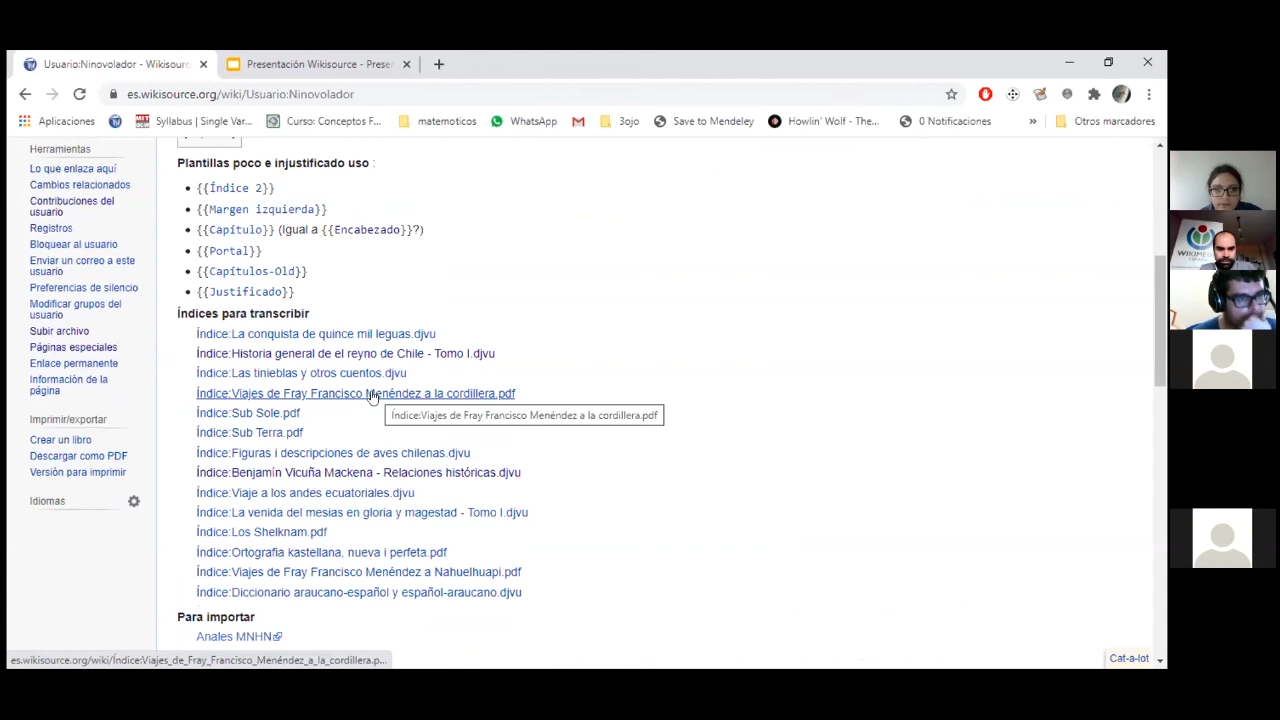 Usuario:Ninovolador - Wikisourc
Presentación Wikisource - Presen
es.wikisource.org/wiki/Usuario:Ninovolador
Aplicaciones
Syllabus | Single Var...
Curso: Conceptos F...
matemoticos
WhatsApp
3ojo
Save to Mendeley
Howlin' Wolf - The...
0 Notificaciones
»
Otros marcadores
Herramientas
Lo que enlaza aquí
Cambios relacionados
Contribuciones del
usuario
Registros
Bloquear al usuario
Enviar un correo a este
usuario
Preferencias de silencio
Modificar grupos del
usuario
Subir archivo
Páginas especiales
Enlace permanente
Información de la
página
Imprimir/exportar
Crear un libro
Descargar como PDF
Versión para imprimir
Idiomas
Plantillas poco e injustificado uso :
{{Índice 2}}
{{Margen izquierda}}
{{Capítulo}} (Igual a {{Encabezado}}?)
{{Portal}}
{{Capítulos-Old}}
{{Justificado}}
Índices para transcribir
Índice:La conquista de quince mil leguas.djvu
Índice:Historia general de el reyno de Chile - Tomo I.djvu
Índice:Las tinieblas y otros cuentos.djvu
Índice:Viajes de Fray Francisco Menéndez a la cordillera.pdf
Índice:Viajes de Fray Francisco Menéndez a la cordillera.pdf
Índice:Sub Sole.pdf
Índice:Sub Terra.pdf
Índice:Figuras i descripciones de aves chilenas.djvu
Índice:Benjamín Vicuña Mackena - Relaciones históricas.djvu
Índice:Viaje a los andes ecuatoriales.djvu
Índice:La venida del mesias en gloria y magestad - Tomo I.djvu
Índice:Los Shelknam.pdf
Índice:Ortografia kastellana, nueva i perfeta.pdf
Índice:Viajes de Fray Francisco Menéndez a Nahuelhuapi.pdf
Índice:Diccionario araucano-español y español-araucano.djvu
Para importar
Anales MNHN
es.wikisource.org/wiki/Índice:Viajes_de_Fray_Francisco_Menéndez_a_la_cordillera.p...
Cat-a-lot